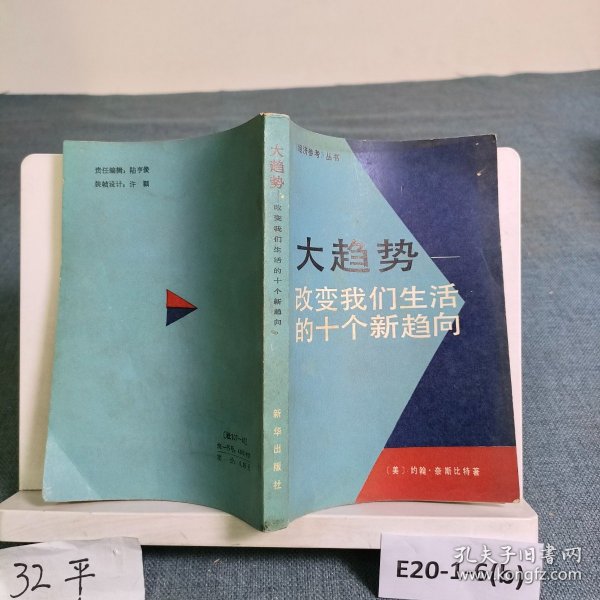 责任编辑：陆亨俊
装帧设计：许颖
大趋势——改变我们生活的十个新趋向
新华出版社
《经济参考》丛书
大趋势——
改变我们生活
的十个新趋向
〔美〕约翰·奈斯比特著
32平
E20-1-6(b)
孔夫子旧书网